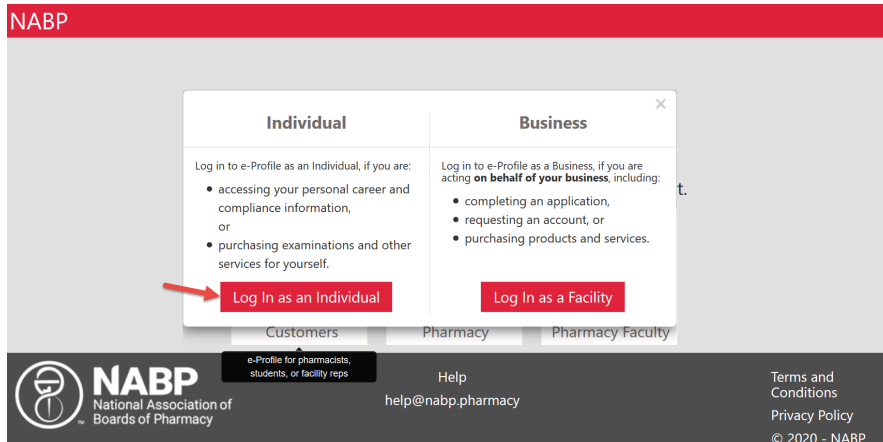 NABP
×
Individual
Log in to e-Profile as an Individual, if you are:
• accessing your personal career and
compliance information,
or
• purchasing examinations and other
services for yourself.
Log In as an Individual
Business
Log in to e-Profile as a Business, if you are
acting on behalf of your business, including:
• completing an application,
• requesting an account, or
• purchasing products and services.
Log In as a Facility
t.
Customers
Pharmacy
Pharmacy Faculty
e-Profile for pharmacists,
students, or facility reps
NABP
National Association of
Boards of Pharmacy
TM
Help
help@nabp.pharmacy
Terms and
Conditions
Privacy Policy
© 2020 - NABP